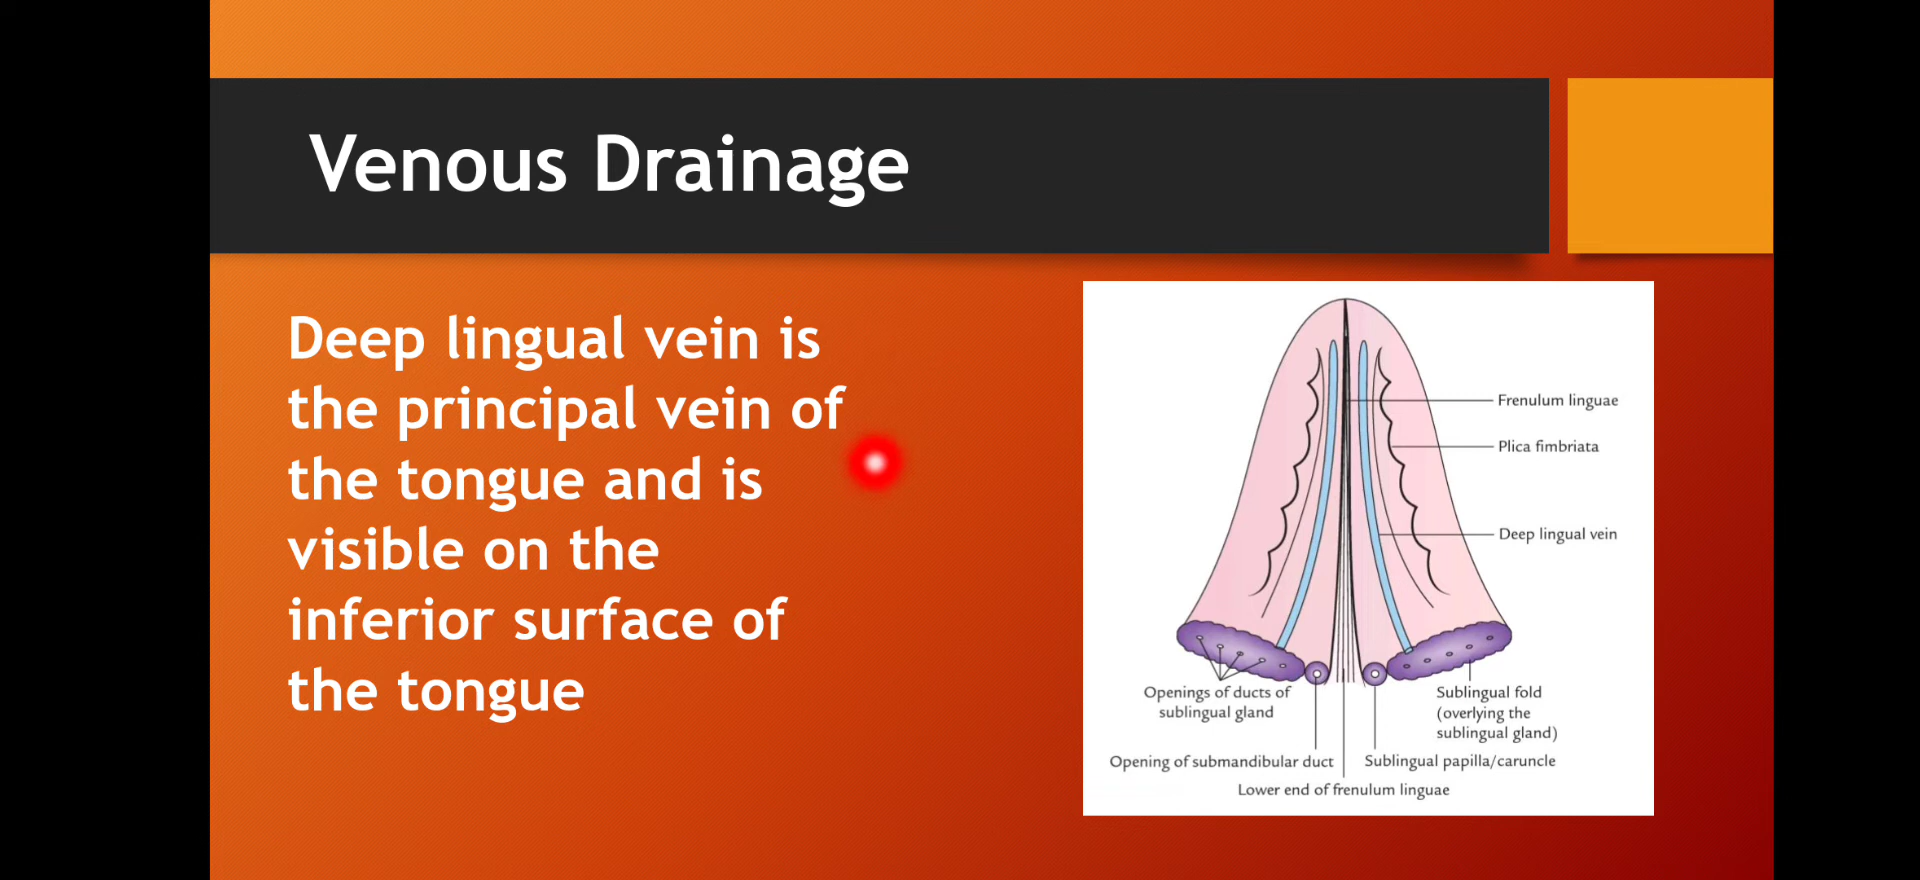 Venous Drainage
Deep lingual vein is
the principal vein of
the tongue and is
visible on the
inferior surface of
the tongue
Frenulum linguae
Plica fimbriata
Deep lingual vein
Openings of ducts of
sublingual gland
Sublingual fold
(overlying the
sublingual gland)
Opening of submandibular duct
Sublingual papilla/caruncle
Lower end of frenulum linguae